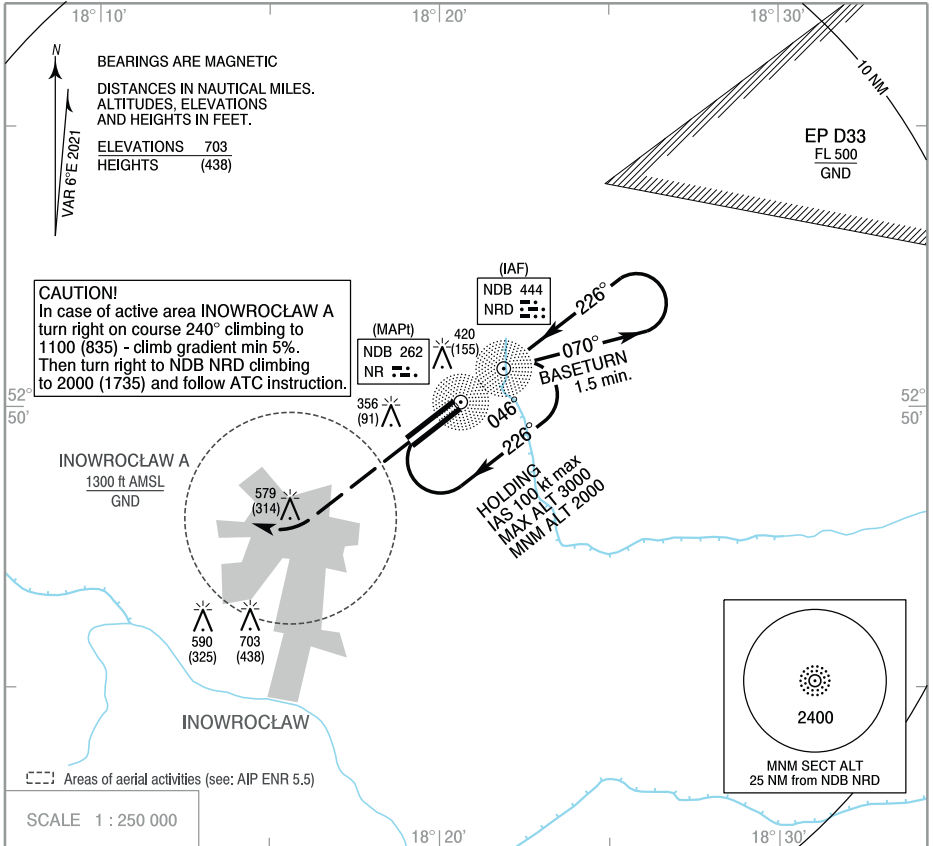 18° 10'
18° 20'
18° 30'
N
VAR 6°E 2021
BEARINGS ARE MAGNETIC
DISTANCES IN NAUTICAL MILES.
ALTITUDES, ELEVATIONS
AND HEIGHTS IN FEET.
ELEVATIONS 703
HEIGHTS (438)
10 NM
EP D33
FL 500
GND
CAUTION!
In case of active area INOWROCŁAW A
turn right on course 240° climbing to
1100 (835) - climb gradient min 5%.
Then turn right to NDB NRD climbing
to 2000 (1735) and follow ATC instruction.
(IAF)
NDB 444
NRD
(MAPt)
NDB 262
NR
420
(155)
226°
070°
BASETURN
1.5 min.
356
(91)
046°
226°
HOLDING
IAS 100 kt max
MAX ALT 3000
MNM ALT 2000
52°
50'
52°
50'
INOWROCŁAW A
1300 ft AMSL
GND
579
(314)
590
(325)
703
(438)
INOWROCŁAW
2400
MNM SECT ALT
25 NM from NDB NRD
Areas of aerial activities (see: AIP ENR 5.5)
SCALE 1 : 250 000
18° 20'
18° 30'